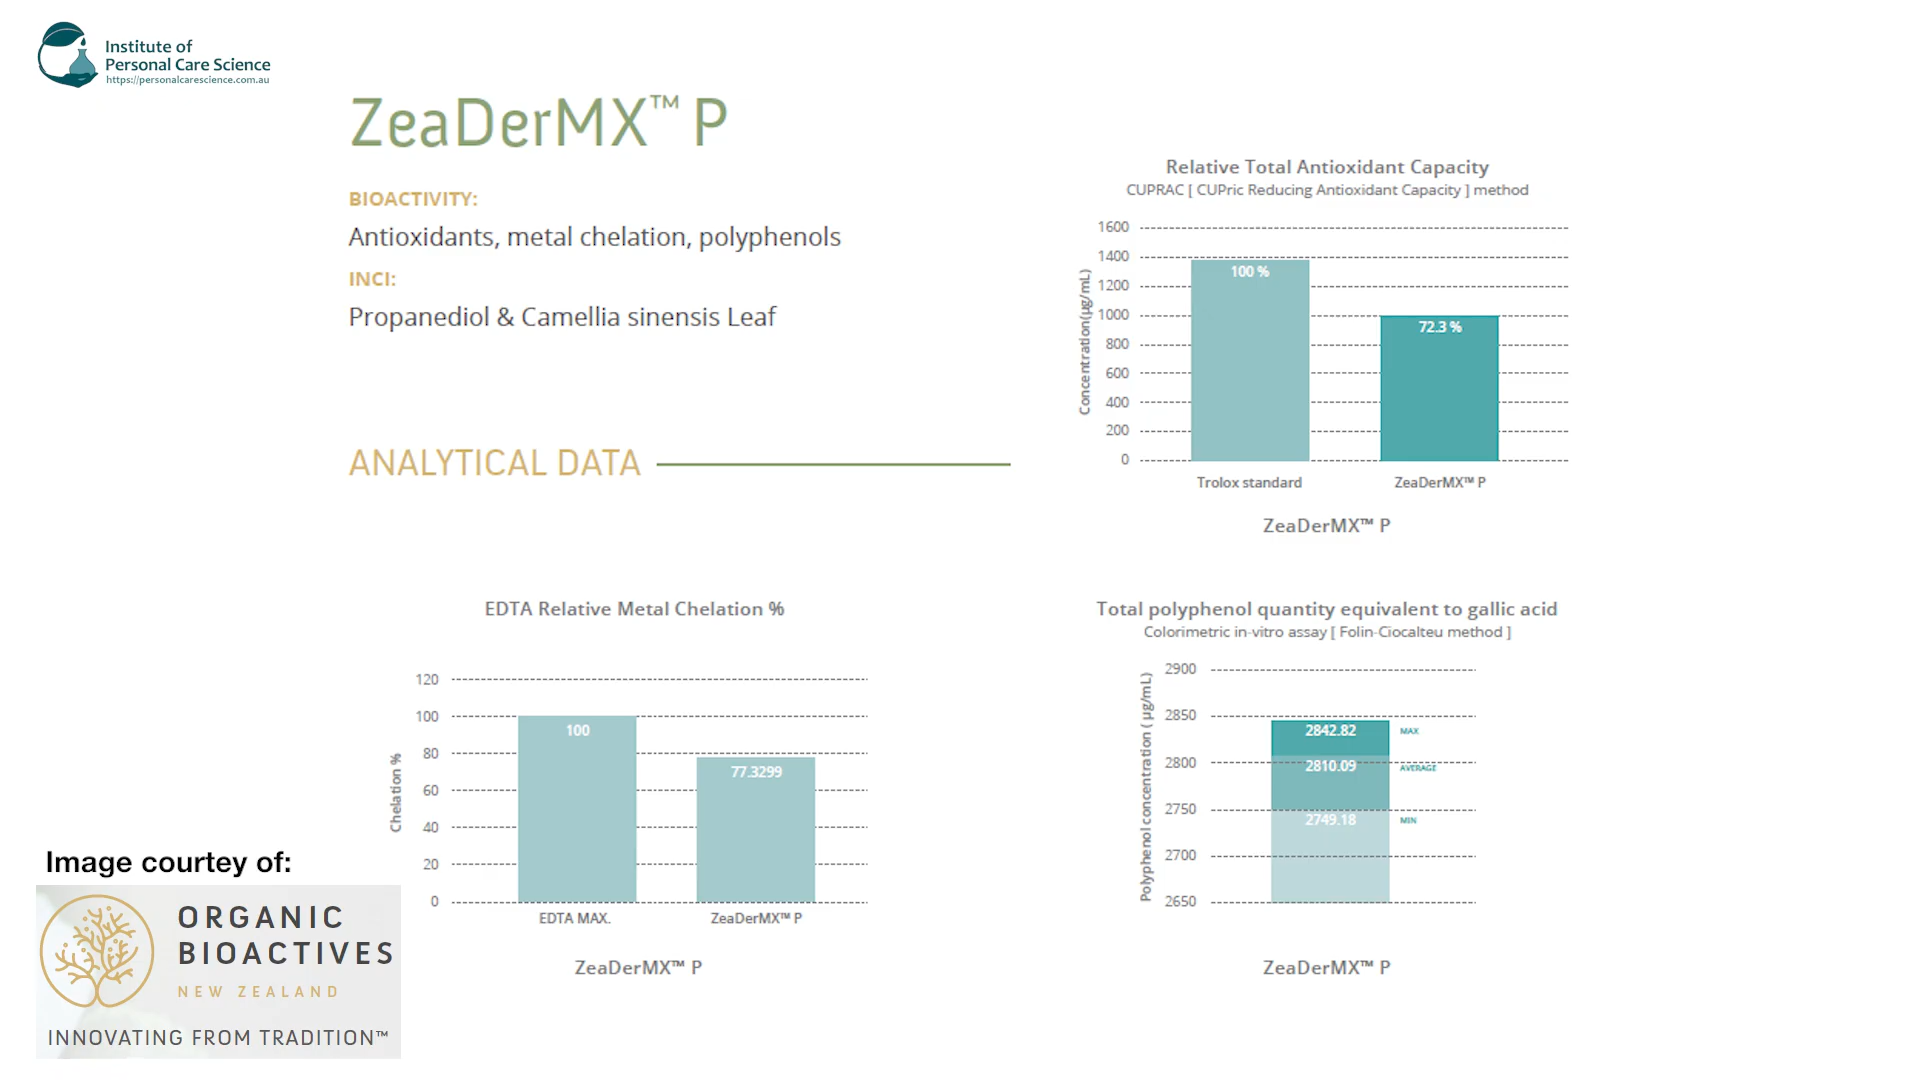 Institute of
Personal Care Science
https://personalcarescience.com.au
ZeaDerMX™ P
BIOACTIVITY:
Antioxidants, metal chelation, polyphenols
INCI:
Propanediol & Camellia sinensis Leaf
ANALYTICAL DATA
Relative Total Antioxidant Capacity
CUPRAC [ CUPric Reducing Antioxidant Capacity ] method
Concentration(µg/mL)
1600
1400
1200
1000
800
600
400
200
0
100 %
72.3 %
Trolox standard
ZeaDerMX™ P
ZeaDerMX™ P
EDTA Relative Metal Chelation %
Chelation %
120
100
80
60
40
20
0
100
77.3299
EDTA MAX.
ZeaDerMX™ P
ZeaDerMX™ P
Total polyphenol quantity equivalent to gallic acid
Colorimetric in-vitro assay [ Folin-Ciocalteu method ]
Polyphenol concentration ( µg/mL)
2900
2850
2800
2750
2700
2650
2842.82
MAX
2810.09
AVERAGE
2749.18
MIN
ZeaDerMX™ P
Image courtey of:
ORGANIC
BIOACTIVES
NEW ZEALAND
INNOVATING FROM TRADITION™